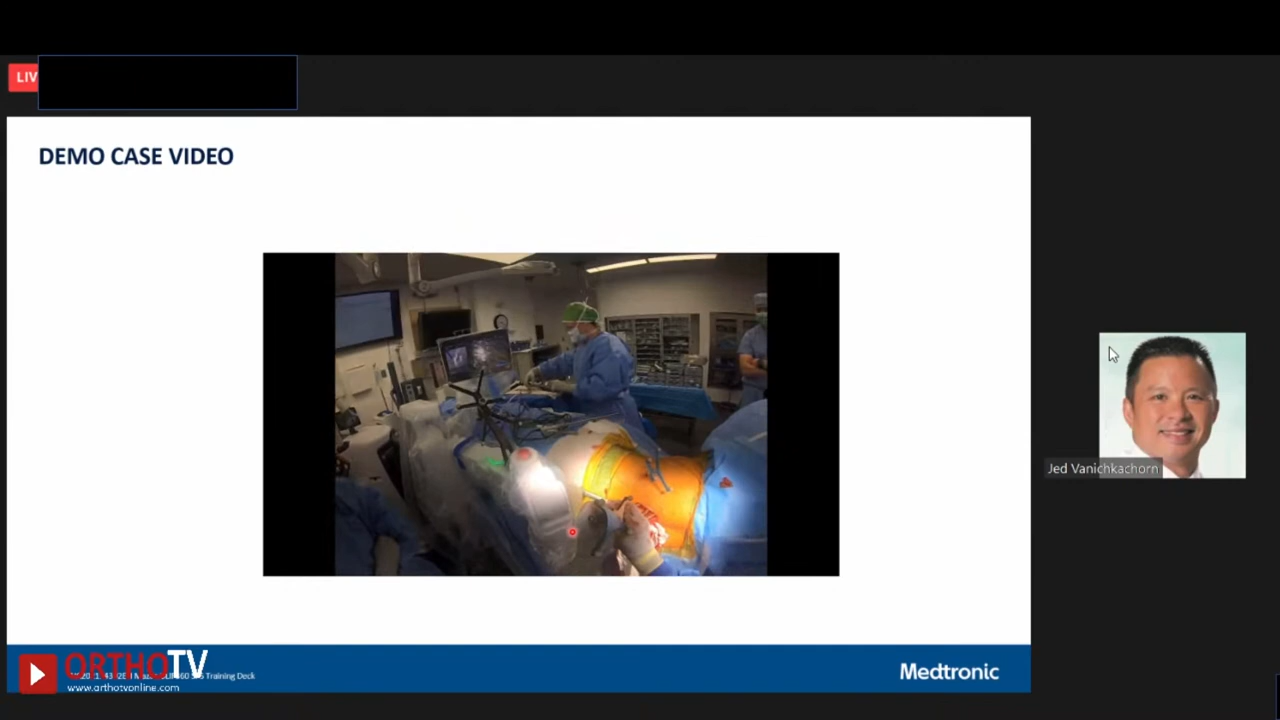 LIV
DEMO CASE VIDEO
Jed Vanichkachorn
ORTHOTV
Training Deck
www.orthotvonline.com
Medtronic